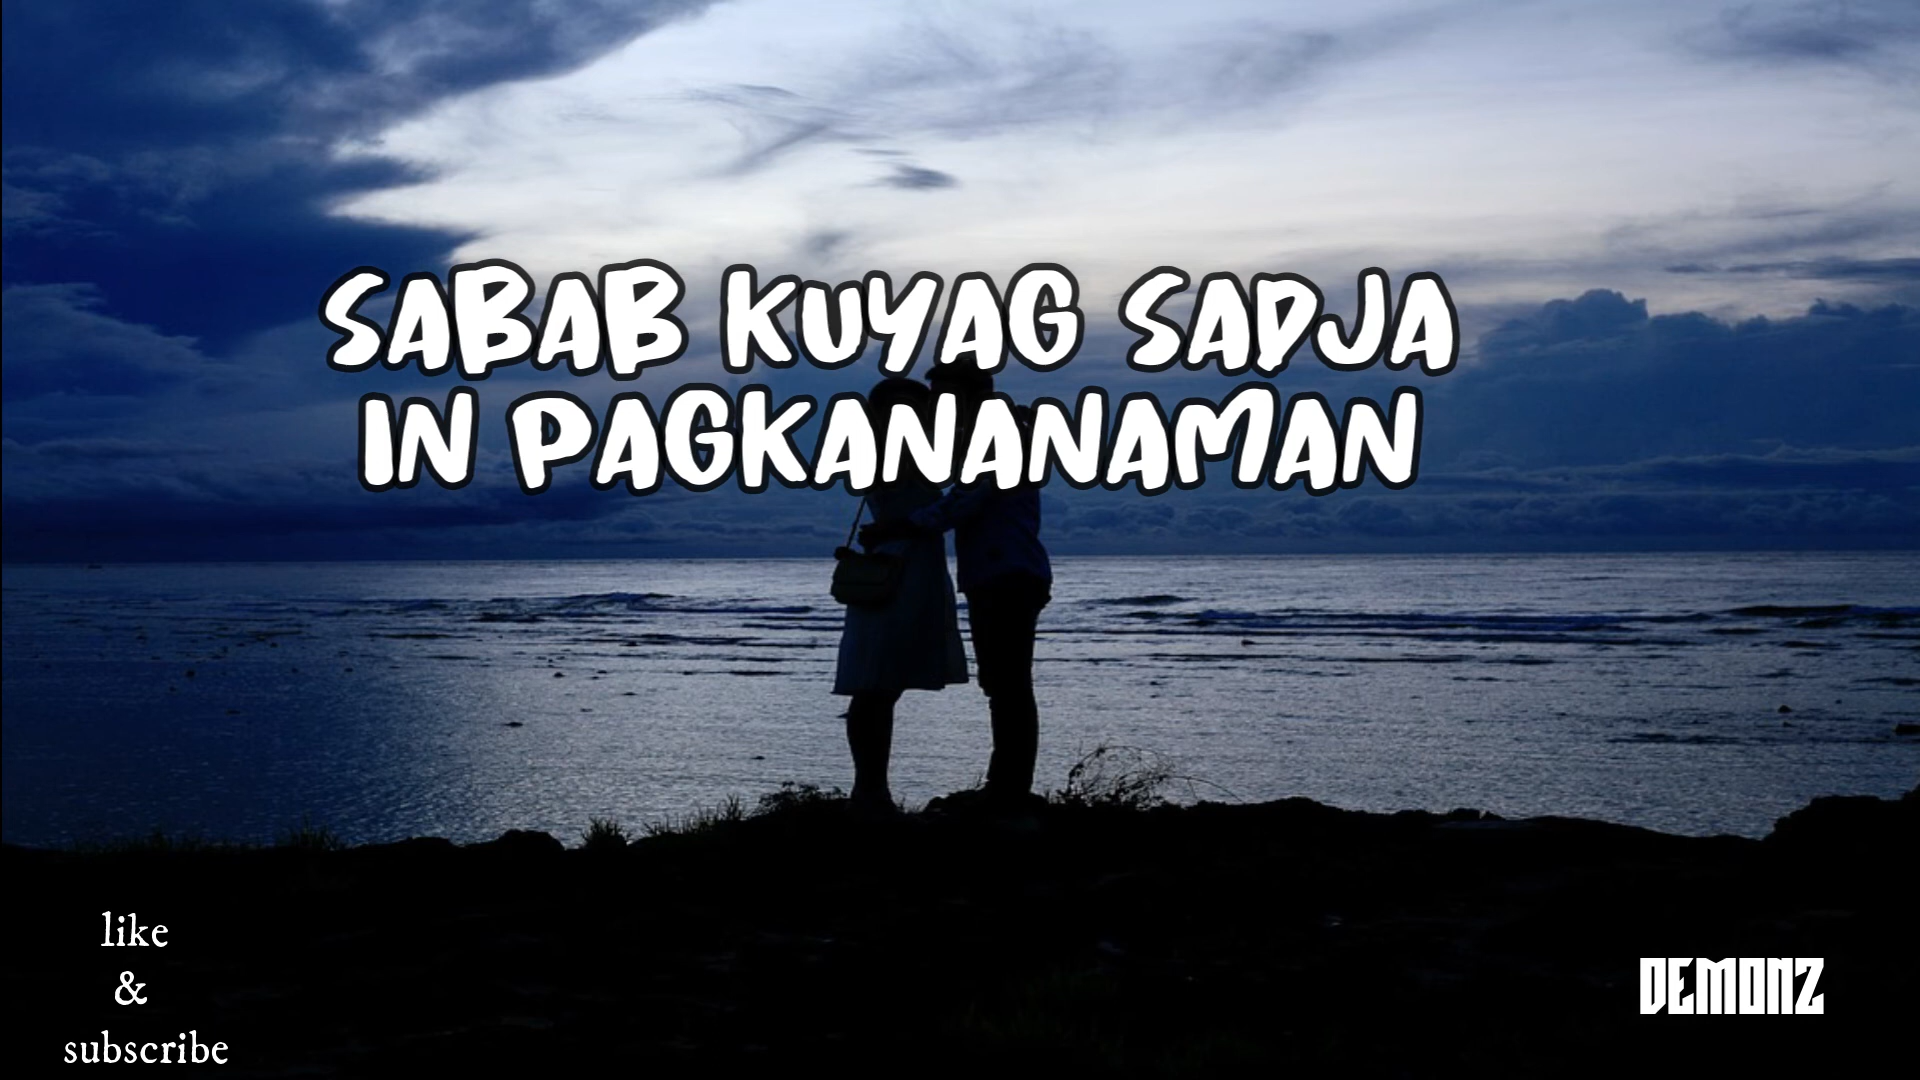 SABAB KUYAG SADJA
IN PAGKANANAMAN
like
&
subscribe
DEMONZ